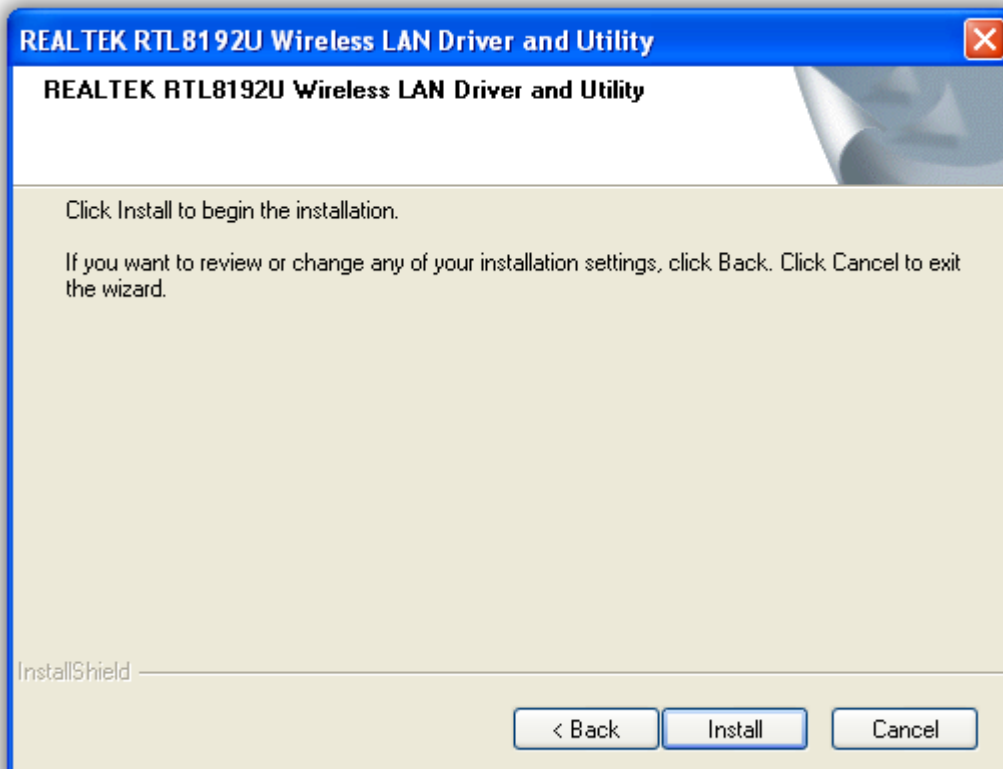 REALTEK RTL8192U Wireless LAN Driver and Utility
REALTEK RTL8192U Wireless LAN Driver and Utility
Click Install to begin the installation.
If you want to review or change any of your installation settings, click Back. Click Cancel to exit
the wizard.
InstallShield
< Back
Install
Cancel